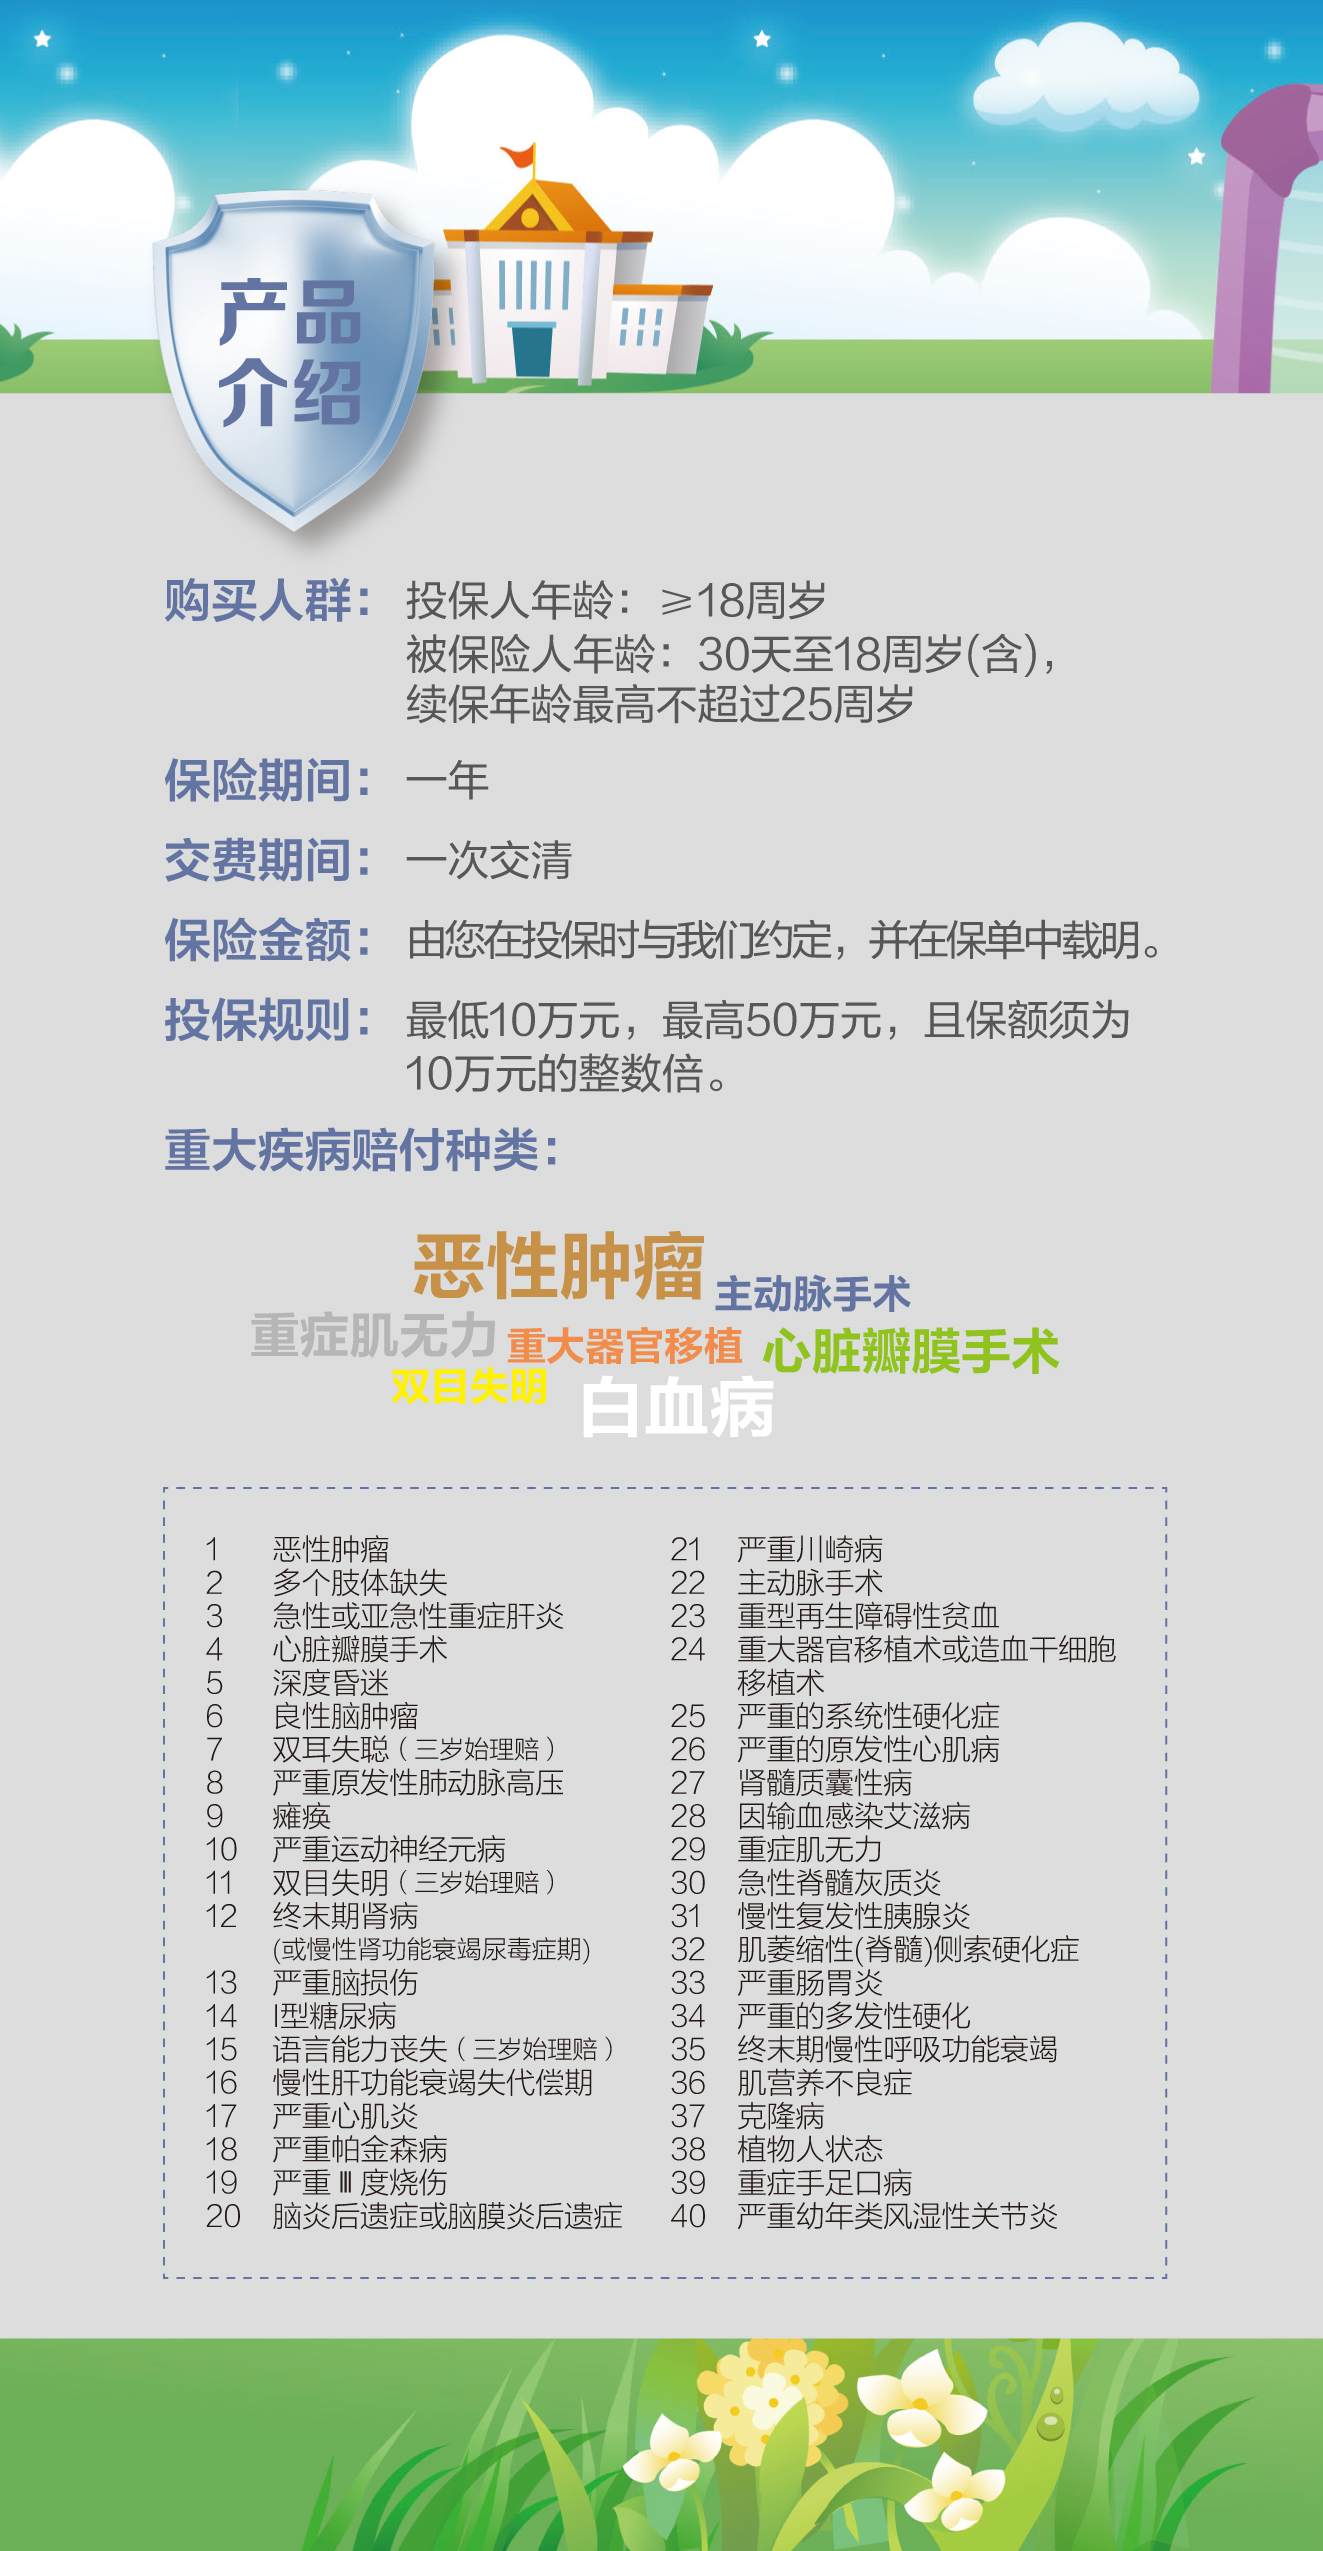 产品
介绍
购买人群：投保人年龄：≥18周岁
被保险人年龄：30天至18周岁(含)，
续保年龄最高不超过25周岁
保险期间：一年
交费期间：一次交清
保险金额：由您在投保时与我们约定，并在保单中载明。
投保规则：最低10万元，最高50万元，且保额须为
10万元的整数倍。
重大疾病赔付种类：
恶性肿瘤
主动脉手术
重症肌无力
重大器官移植
心脏瓣膜手术
双目失明
白血病
1 恶性肿瘤
2 多个肢体缺失
3 急性或亚急性重症肝炎
4 心脏瓣膜手术
5 深度昏迷
6 良性脑肿瘤
7 双耳失聪（三岁始理赔）
8 严重原发性肺动脉高压
9 瘫痪
10 严重运动神经元病
11 双目失明（三岁始理赔）
12 终末期肾病
(或慢性肾功能衰竭尿毒症期)
13 严重脑损伤
14 I型糖尿病
15 语言能力丧失（三岁始理赔）
16 慢性肝功能衰竭失代偿期
17 严重心肌炎
18 严重帕金森病
19 严重Ⅲ度烧伤
20 脑炎后遗症或脑膜炎后遗症
21 严重川崎病
22 主动脉手术
23 重型再生障碍性贫血
24 重大器官移植术或造血干细胞
移植术
25 严重的系统性硬化症
26 严重的原发性心肌病
27 肾髓质囊性病
28 因输血感染艾滋病
29 重症肌无力
30 急性脊髓灰质炎
31 慢性复发性胰腺炎
32 肌萎缩性(脊髓)侧索硬化症
33 严重肠胃炎
34 严重的多发性硬化
35 终末期慢性呼吸功能衰竭
36 肌营养不良症
37 克隆病
38 植物人状态
39 重症手足口病
40 严重幼年类风湿性关节炎